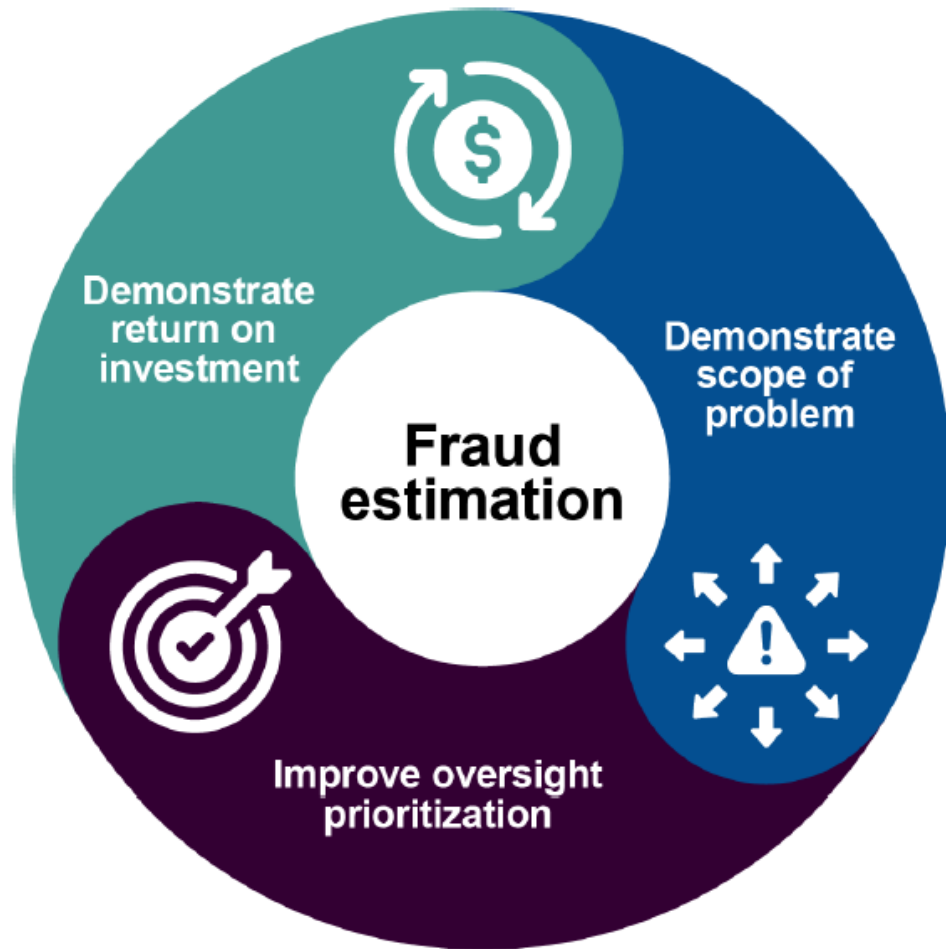 $
Demonstrate
return on
investment
Demonstrate
scope of
problem
Fraud
estimation
!
Improve oversight
prioritization